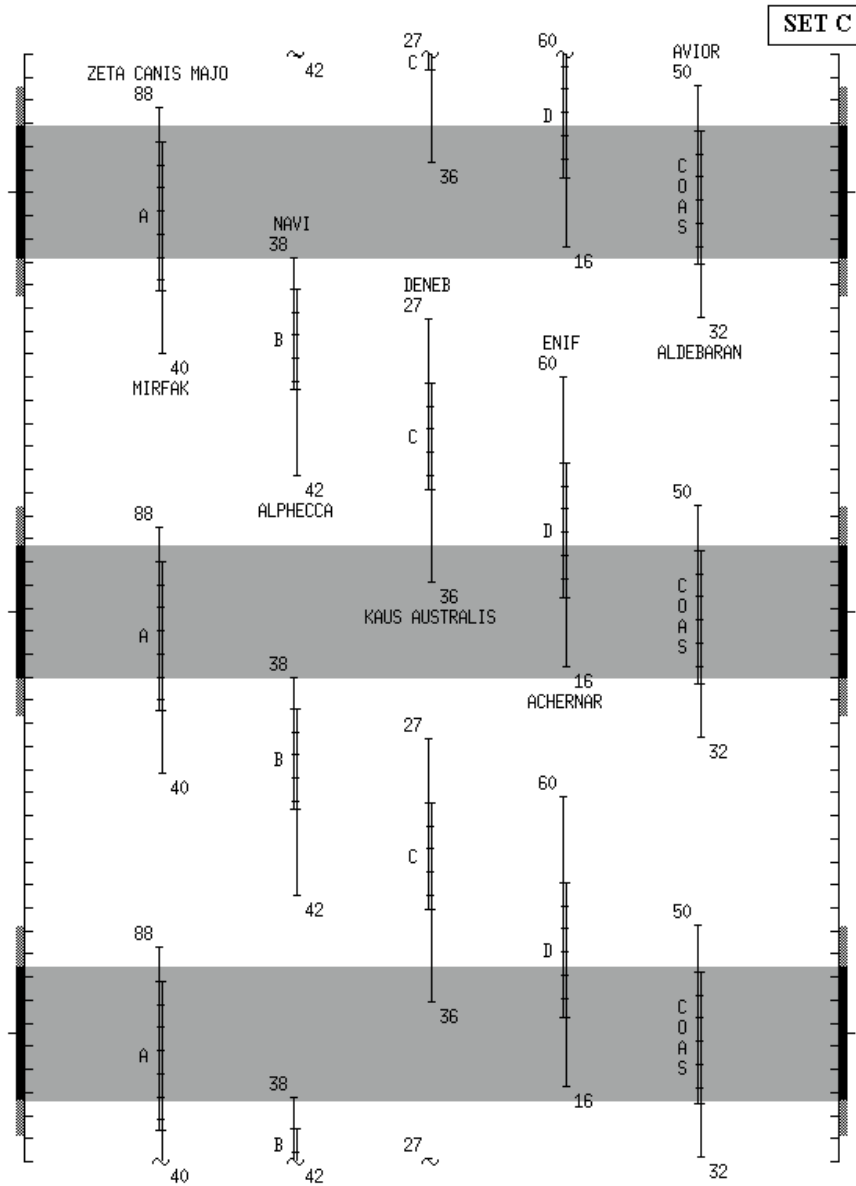 SET C
27
60
AVIOR
ZETA CANIS MAJO
42
C
50
88
D
36
C
O
A
S
A
NAVI
38
16
DENEB
27
32
ALDEBARAN
B
ENIF
60
40
MIRFAK
C
42
ALPHECCA
50
88
D
36
KAUS AUSTRALIS
C
O
A
S
A
38
16
ACHERNAR
27
32
B
60
40
C
42
50
88
D
36
C
O
A
S
A
38
16
B
27
40
42
32